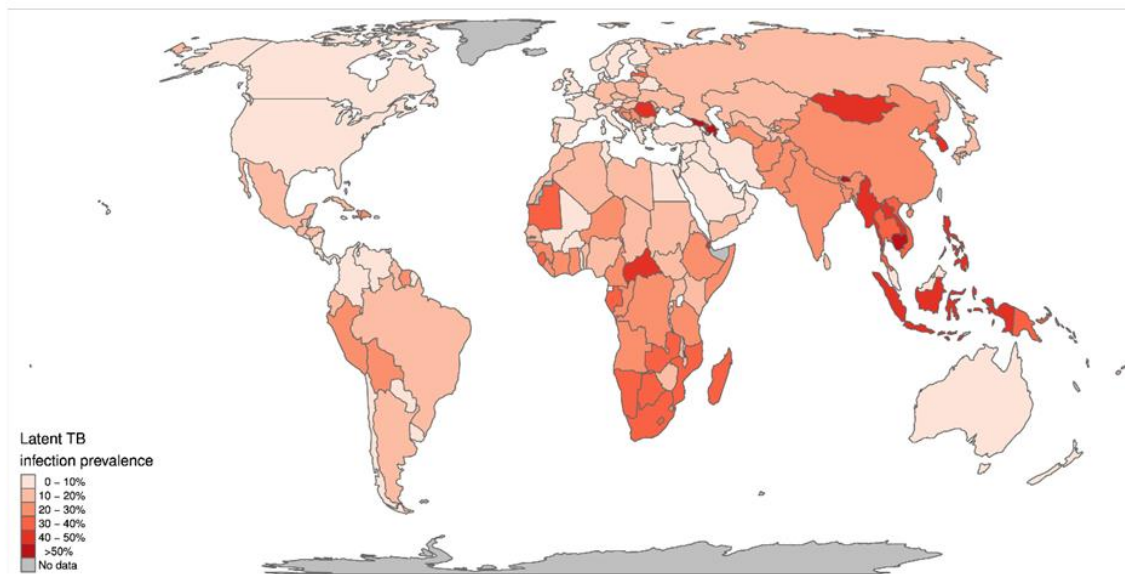 Latent TB
infection prevalence
0 – 10%
10 – 20%
20 – 30%
30 – 40%
40 – 50%
>50%
No data